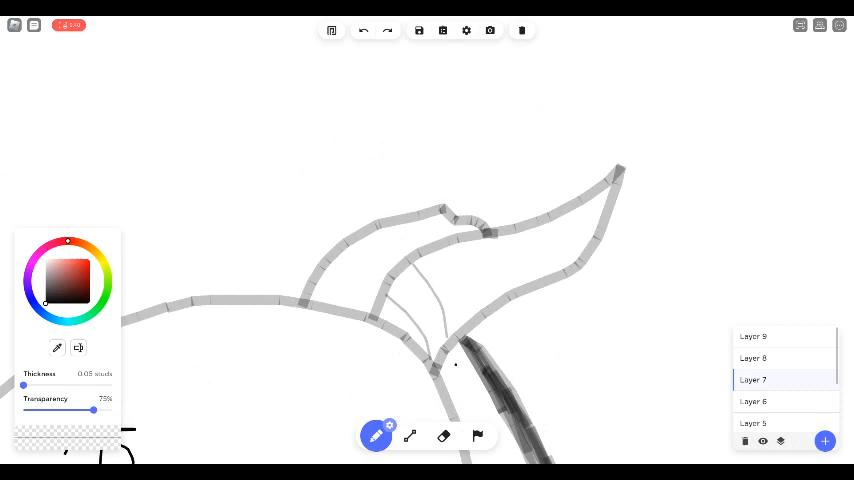 Thickness 0.05 studs
Transparency 75%
Layer 9
Layer 8
Layer 7
Layer 6
Layer 5